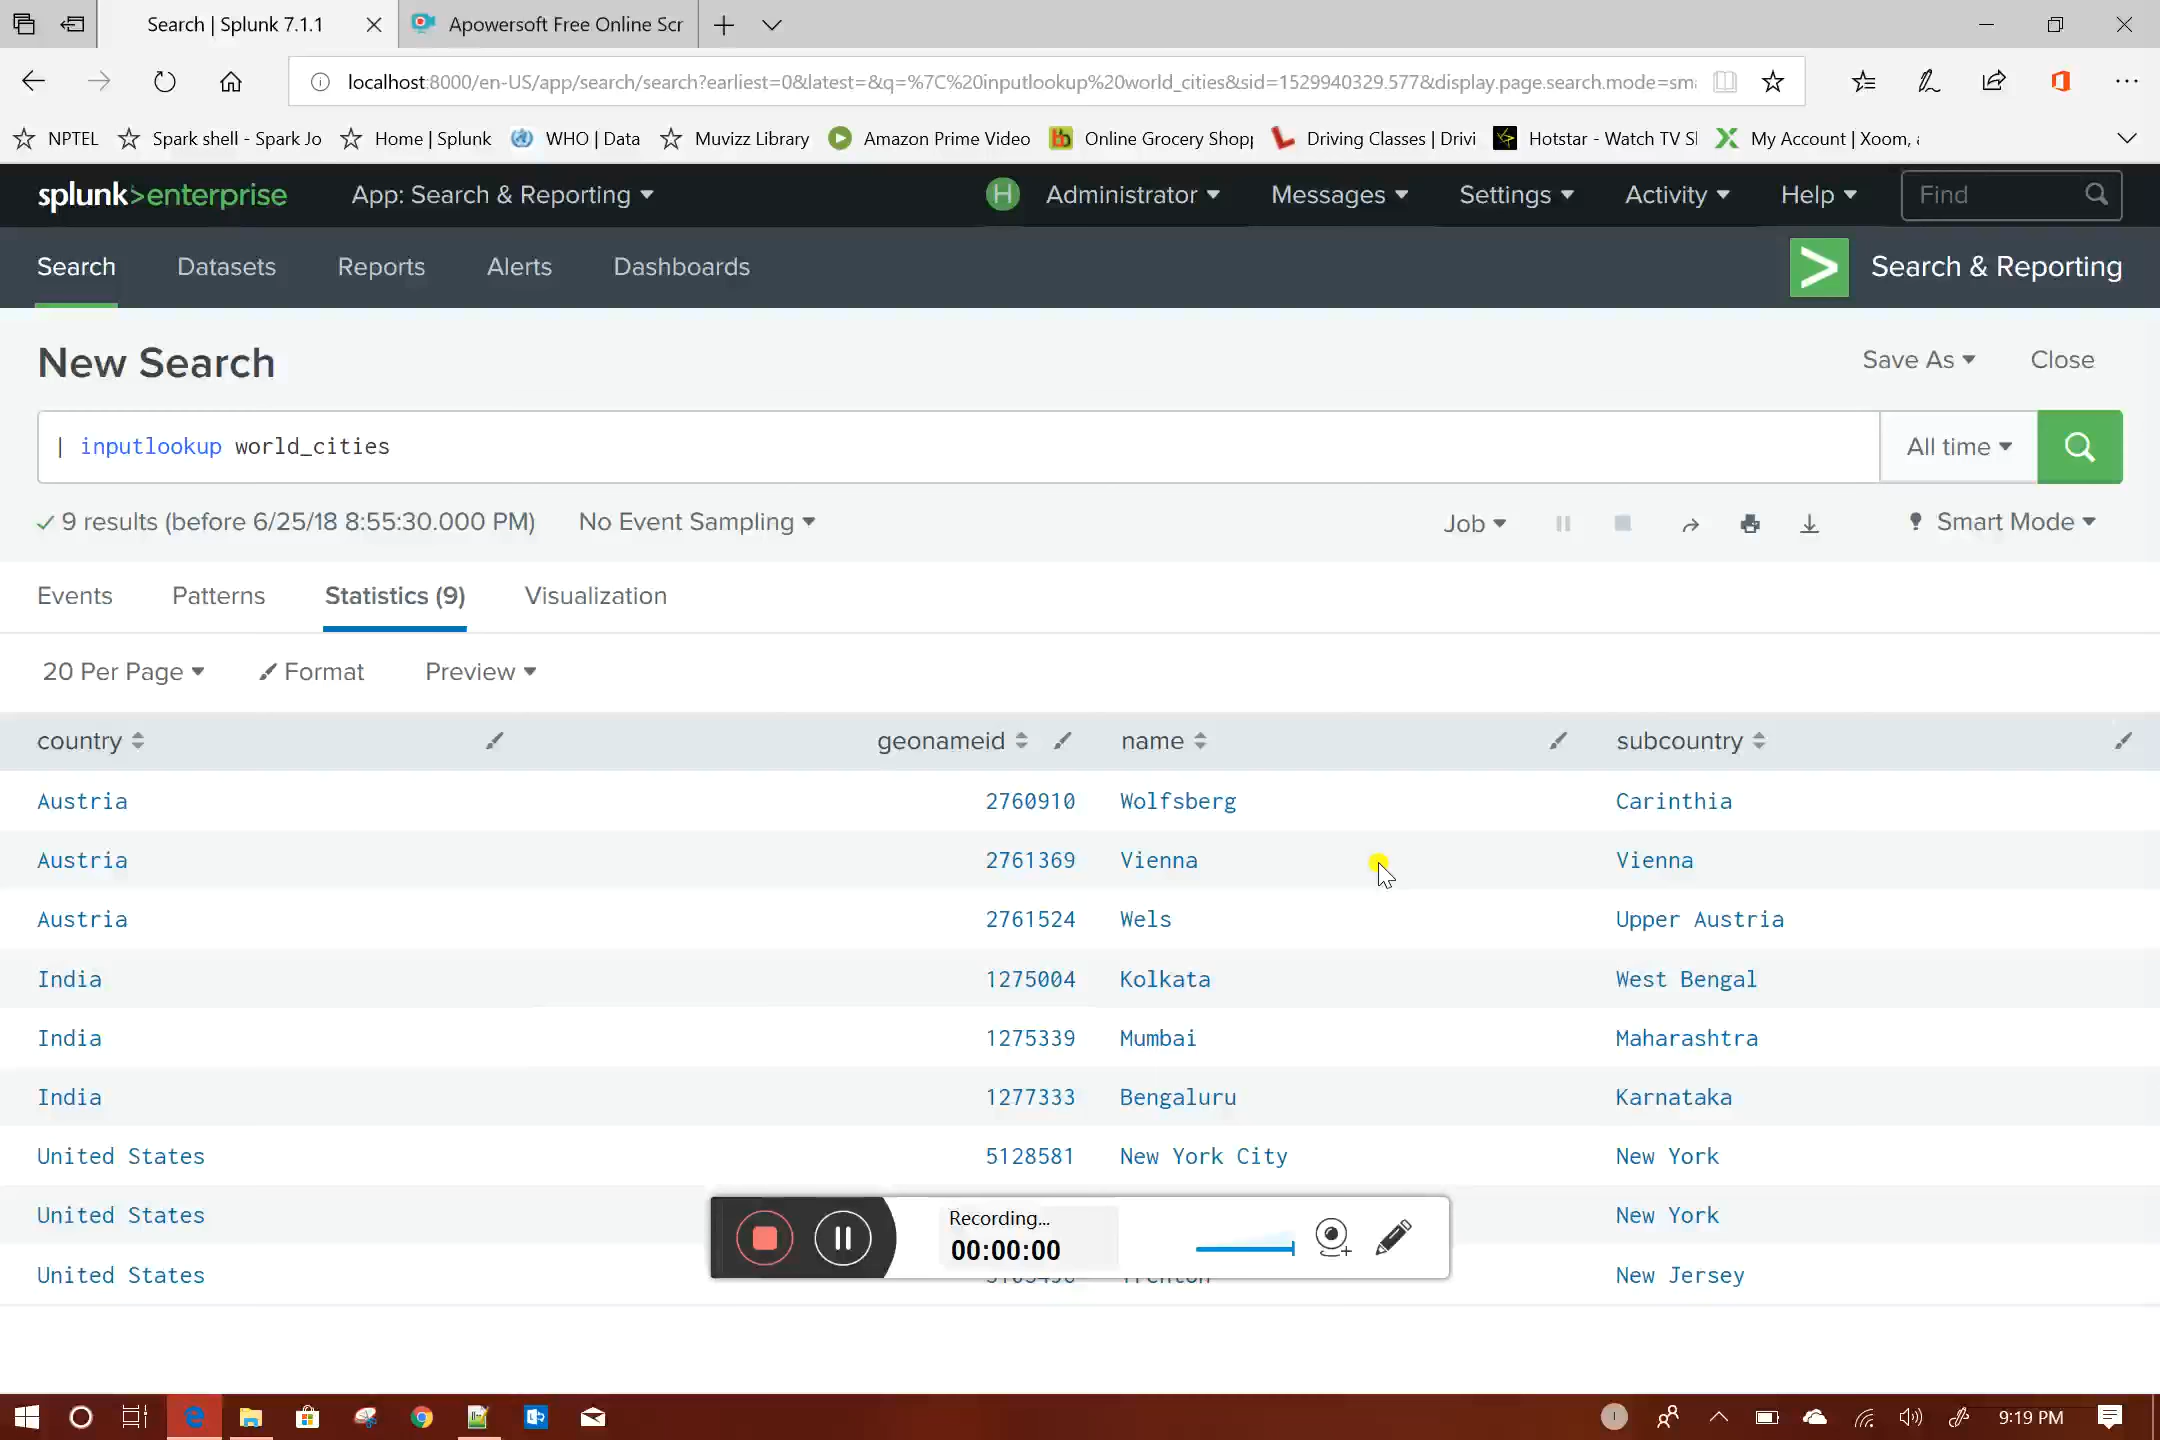 Search | Splunk 7.1.1
Apowersoft Free Online Scr
localhost:8000/en-US/app/search/search?earliest=0&latest=&q=%7C%20inputlookup%20world_cities&sid=1529940329.577&display.page.search.mode=sm
NPTEL
Spark shell - Spark Jo
Home | Splunk
WHO | Data
Muvizz Library
Amazon Prime Video
Online Grocery Shopp
Driving Classes | Drivi
Hotstar - Watch TV S
My Account | Xoom,
splunk>enterprise
App: Search & Reporting
H
Administrator
Messages
Settings
Activity
Help
Find
Search
Datasets
Reports
Alerts
Dashboards
Search & Reporting
New Search
Save As
Close
| inputlookup world_cities
All time
9 results (before 6/25/18 8:55:30.000 PM)
No Event Sampling
Job
Smart Mode
Events
Patterns
Statistics (9)
Visualization
20 Per Page
Format
Preview
country geonameid name subcountry
Austria 2760910 Wolfsberg Carinthia
Austria 2761369 Vienna Vienna
Austria 2761524 Wels Upper Austria
India 1275004 Kolkata West Bengal
India 1275339 Mumbai Maharashtra
India 1277333 Bengaluru Karnataka
United States 5128581 New York City New York
United States New York
United States New Jersey
Recording...
00:00:00
9:19 PM